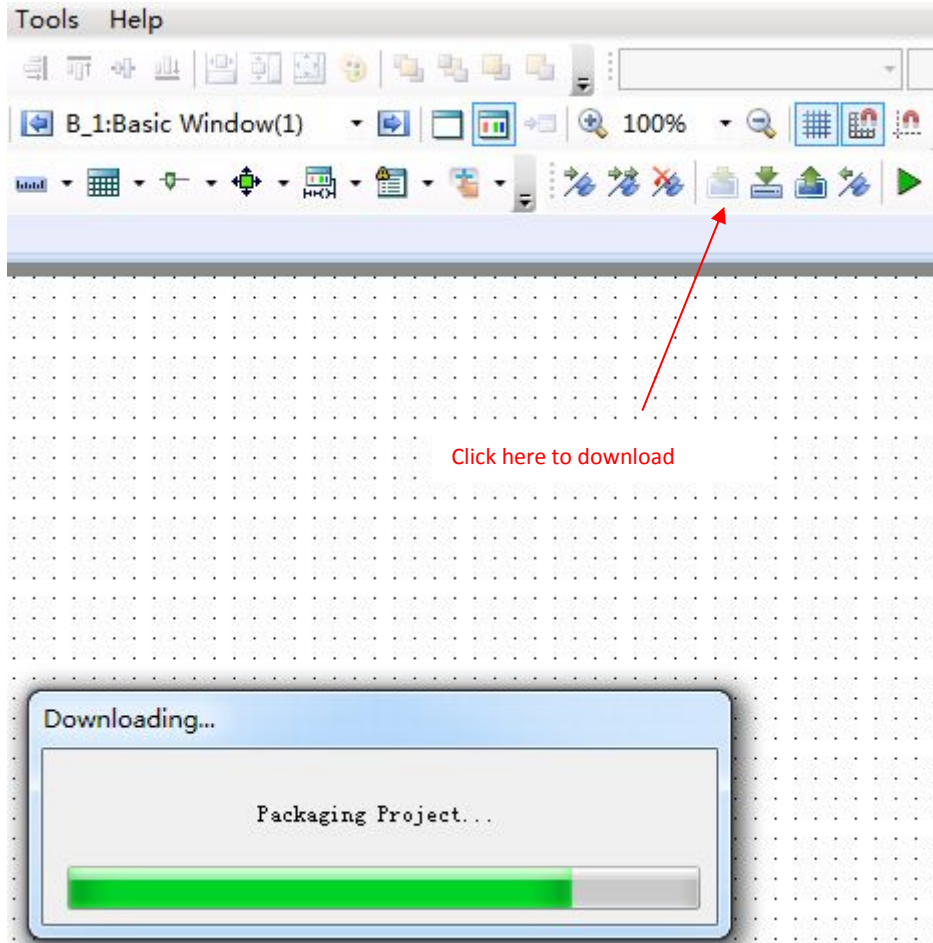 Tools Help
B_1:Basic Window(1) 100%
Click here to download
Downloading...
Packaging Project...